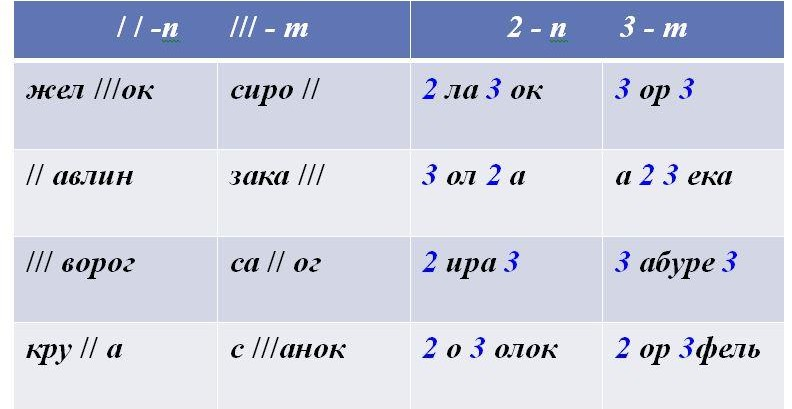 / / -п /// - т 2 - п 3 - т
жел ///ок сиро // 2 ла 3 ок 3 ор 3
// авлин зака /// 3 ол 2 а а 2 3 ека
/// ворог са // ог 2 ира 3 3 абуре 3
кру // а с ///анок 2 о 3 олок 2 ор 3фель